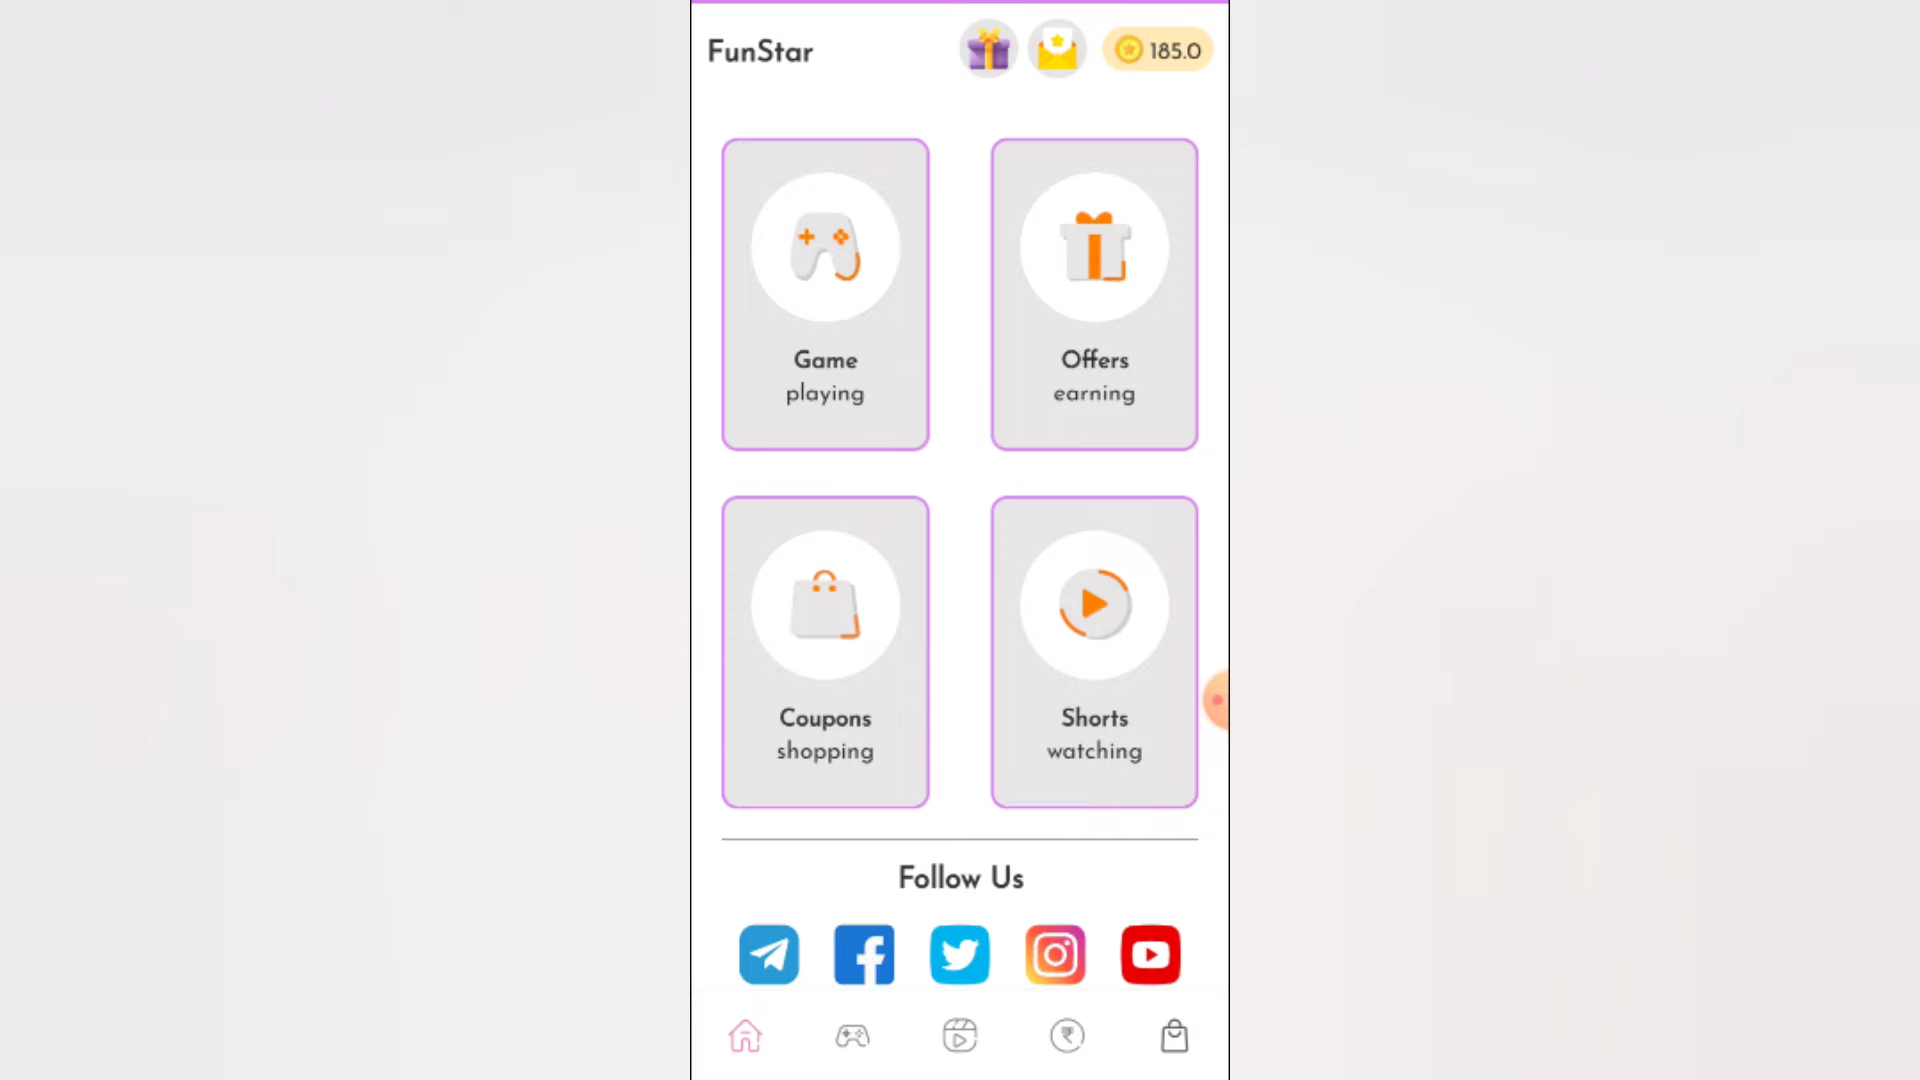 FunStar
185.0
Game
playing
Offers
earning
Coupons
shopping
Shorts
watching
Follow Us